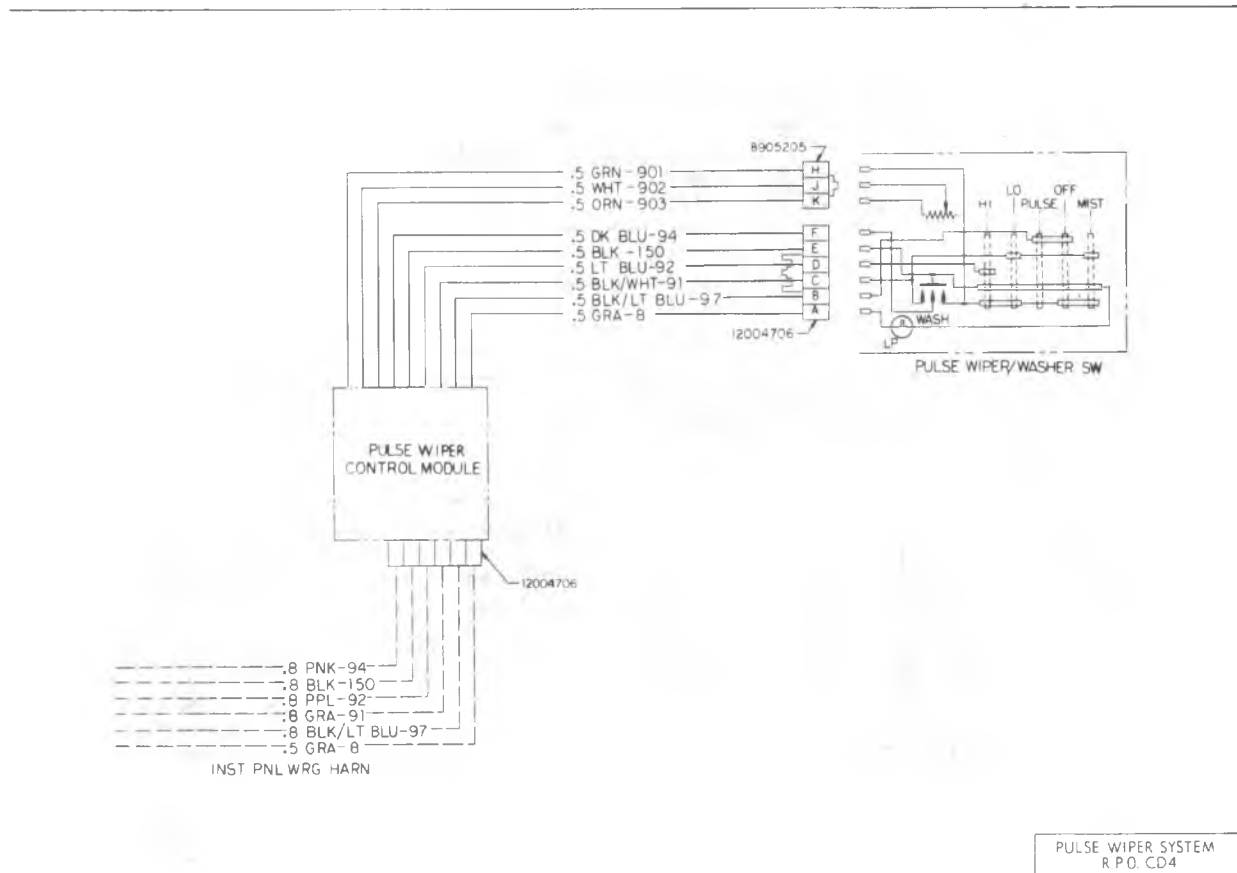 8905205
.5 GRN-901 H
.5 WHT-902 J
.5 ORN-903 K
.5 DK BLU-94 F
.5 BLK-150 E
.5 LT BLU-92 D
.5 BLK/WHT-91 C
.5 BLK/LT BLU-97 B
.5 GRA-8 A
12004706
HI
LO
PULSE
OFF
MIST
WASH
LP
PULSE WIPER/WASHER SW
PULSE WIPER
CONTROL MODULE
12004706
.8 PNK-94
.8 BLK-150
.8 PPL-92
.8 GRA-91
.8 BLK/LT BLU-97
.5 GRA-8
INST PNL WRG HARN
PULSE WIPER SYSTEM
R.P.O. CD4